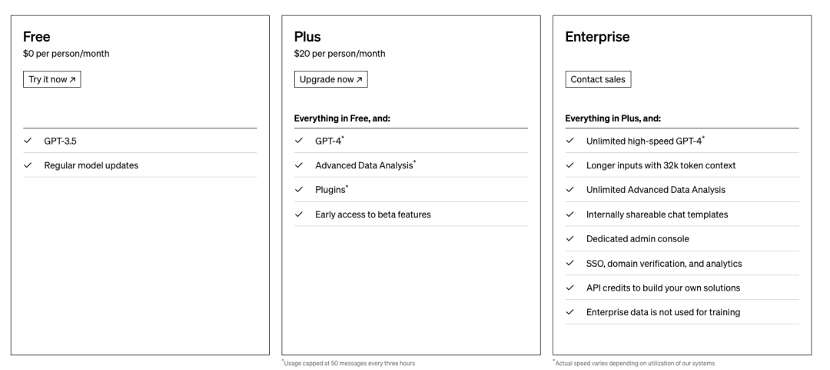 Free
$0 per person/month
Try it now ↗
✓ GPT-3.5
✓ Regular model updates
Plus
$20 per person/month
Upgrade now ↗
Everything in Free, and:
✓ GPT-4*
✓ Advanced Data Analysis*
✓ Plugins*
✓ Early access to beta features
*Usage capped at 50 messages every three hours
Enterprise
Contact sales
Everything in Plus, and:
✓ Unlimited high-speed GPT-4*
✓ Longer inputs with 32k token context
✓ Unlimited Advanced Data Analysis
✓ Internally shareable chat templates
✓ Dedicated admin console
✓ SSO, domain verification, and analytics
✓ API credits to build your own solutions
✓ Enterprise data is not used for training
*Actual speed varies depending on utilization of our systems